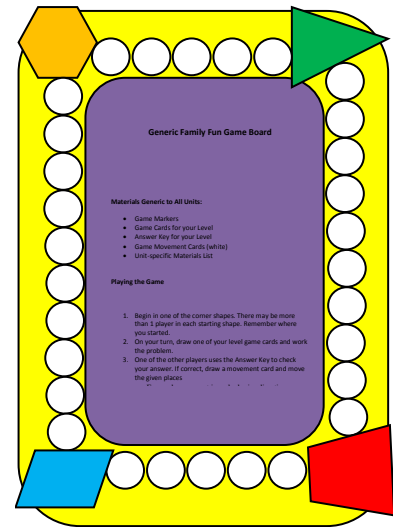 Generic Family Fun Game Board
Materials Generic to All Units:
• Game Markers
• Game Cards for your Level
• Answer Key for your Level
• Game Movement Cards (white)
• Unit-specific Materials List
Playing the Game
1. Begin in one of the corner shapes. There may be more
than 1 player in each starting shape. Remember where
you started.
2. On your turn, draw one of your level game cards and work
the problem.
3. One of the other players uses the Answer Key to check
your answer. If correct, draw a movement card and move
the given places